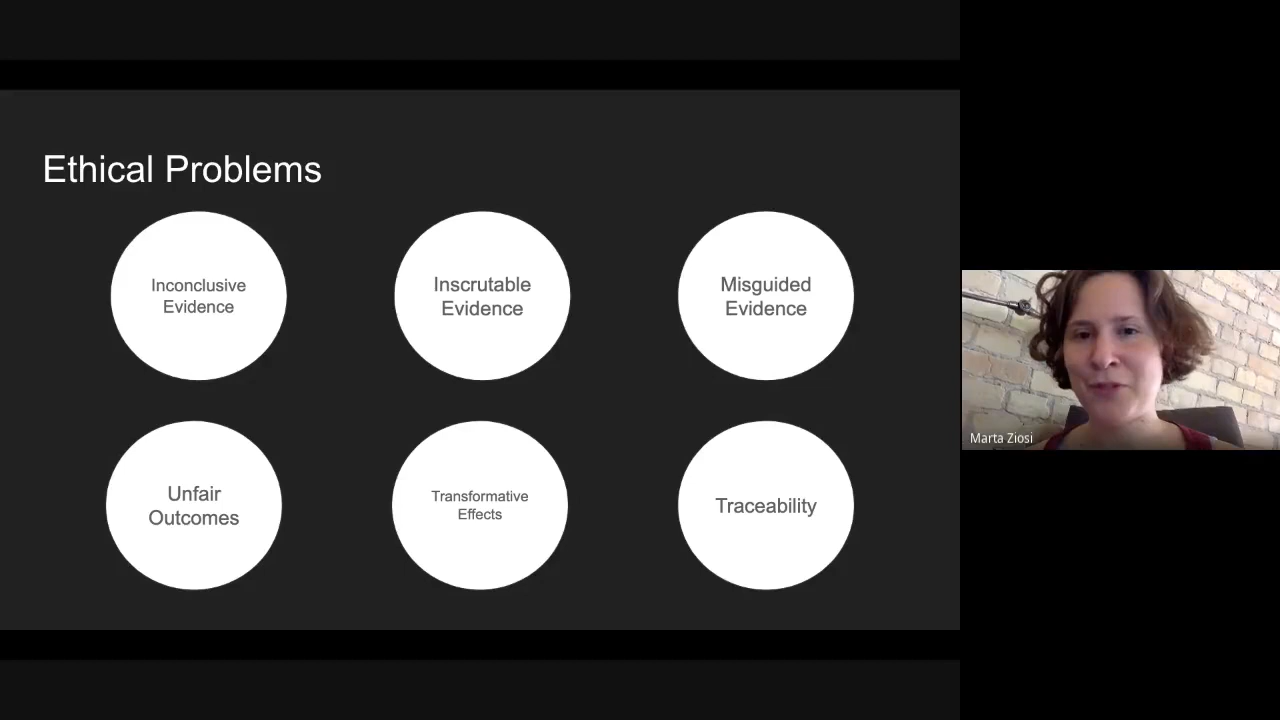 Ethical Problems
Inconclusive
Evidence
Inscrutable
Evidence
Misguided
Evidence
Unfair
Outcomes
Transformative
Effects
Traceability
Marta Ziosi